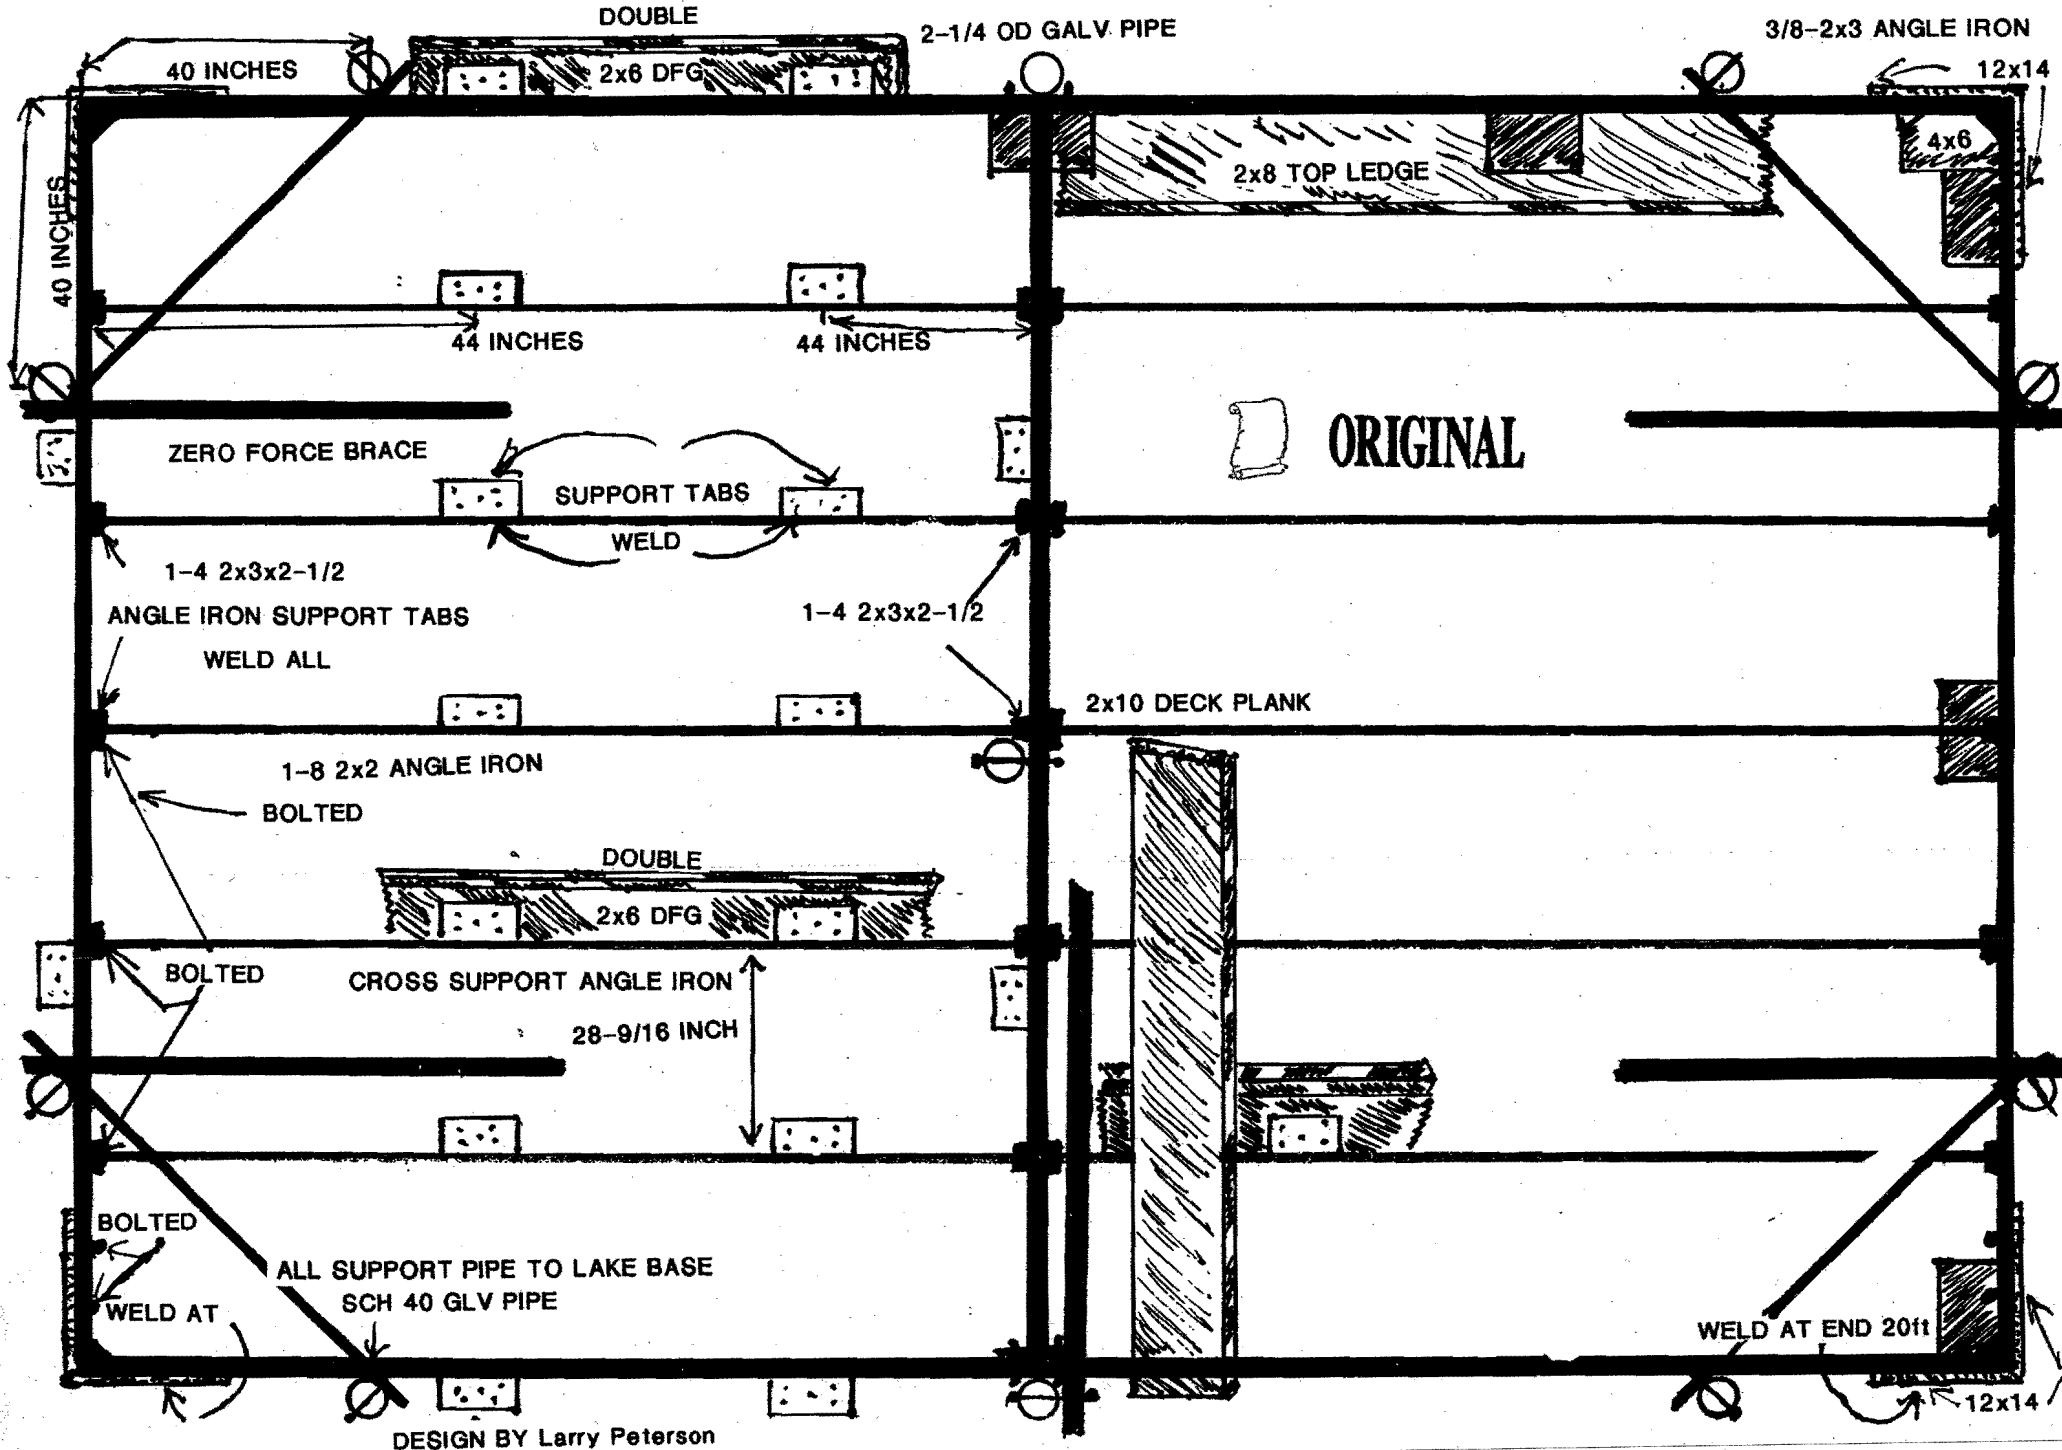 DOUBLE
2-1/4 OD GALV PIPE
3/8-2x3 ANGLE IRON
40 INCHES
2x6 DFG
12x14
4x6
2x8 TOP LEDGE
40 INCHES
44 INCHES
44 INCHES
ORIGINAL
ZERO FORCE BRACE
SUPPORT TABS
WELD
1-4 2x3x2-1/2
ANGLE IRON SUPPORT TABS
WELD ALL
1-4 2x3x2-1/2
2x10 DECK PLANK
1-8 2x2 ANGLE IRON
BOLTED
DOUBLE
2x6 DFG
BOLTED
CROSS SUPPORT ANGLE IRON
28-9/16 INCH
BOLTED
ALL SUPPORT PIPE TO LAKE BASE
SCH 40 GLV PIPE
WELD AT
WELD AT END 20ft
12x14
DESIGN BY Larry Peterson